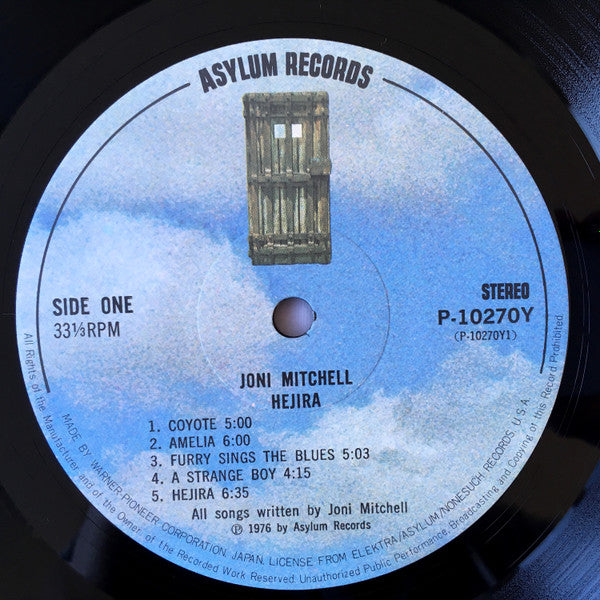 ASYLUM RECORDS
SIDE ONE
33⅓RPM
STEREO
P-10270Y
(P-10270Y1)
JONI MITCHELL
HEJIRA
1. COYOTE 5:00
2. AMELIA 6:00
3. FURRY SINGS THE BLUES 5:03
4. A STRANGE BOY 4:15
5. HEJIRA 6:35
All songs written by Joni Mitchell
℗ 1976 by Asylum Records
MADE BY WARNER-PIONEER CORPORATION, JAPAN. LICENSE FROM ELEKTRA/ASYLUM/NONESUCH RECORDS, U.S.A.
All Rights of the Manufacturer and of the Owner of the Recorded Work Reserved. Unauthorized Public Performance, Broadcasting and Copying of this Record Prohibited.